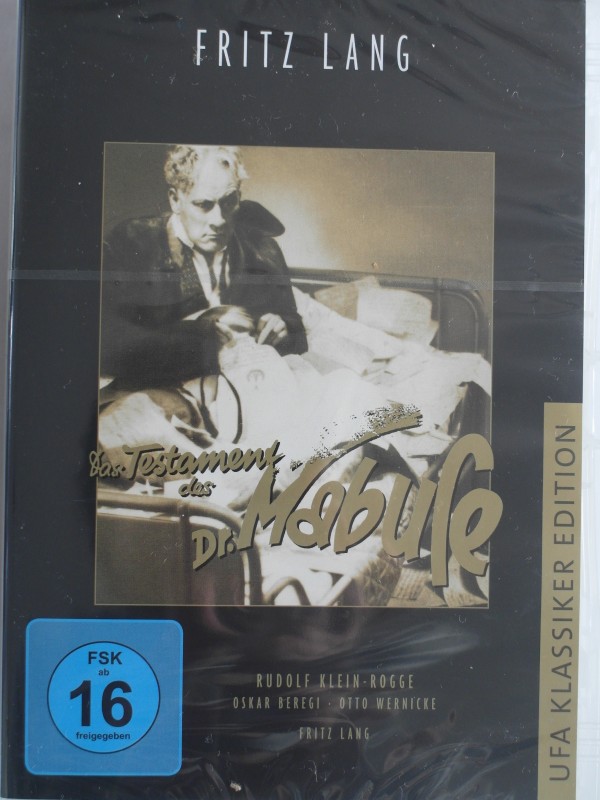 FRITZ LANG
Das Testament
des
Dr. Mabuse
UFA KLASSIKER EDITION
RUDOLF KLEIN-ROGGE
OSKAR BEREGI · OTTO WERNICKE
FRITZ LANG
FSK
ab
16
freigegeben